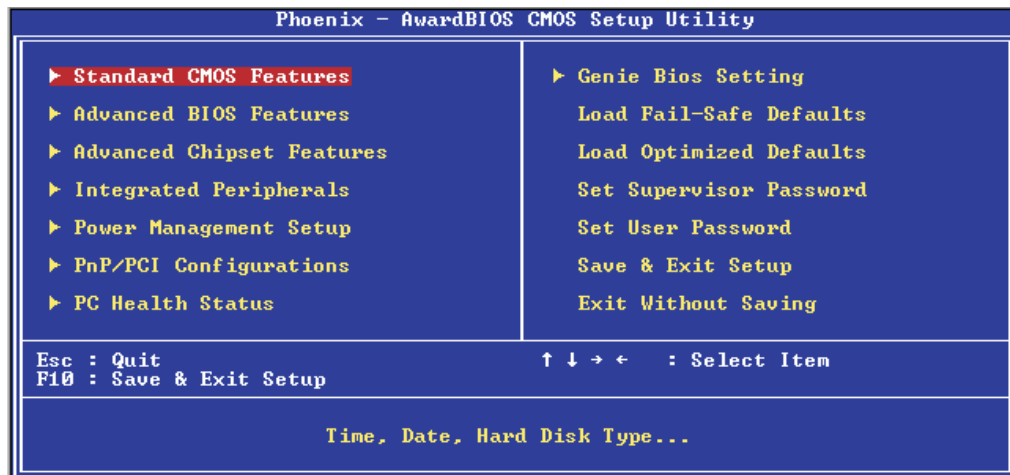 Phoenix - AwardBIOS CMOS Setup Utility
▶ Standard CMOS Features
▶ Advanced BIOS Features
▶ Advanced Chipset Features
▶ Integrated Peripherals
▶ Power Management Setup
▶ PnP/PCI Configurations
▶ PC Health Status
▶ Genie Bios Setting
Load Fail-Safe Defaults
Load Optimized Defaults
Set Supervisor Password
Set User Password
Save & Exit Setup
Exit Without Saving
Esc : Quit
F10 : Save & Exit Setup
↑ ↓ → ← : Select Item
Time, Date, Hard Disk Type...